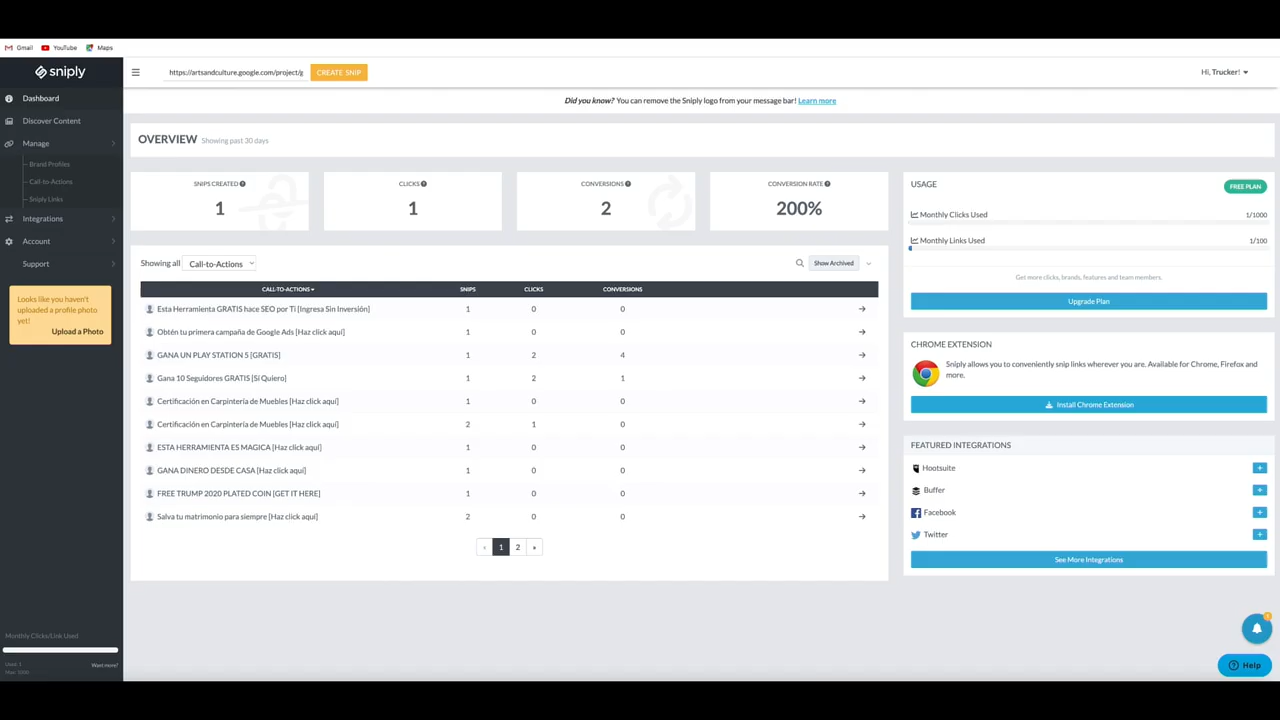 Gmail YouTube Maps
sniply
https://artsandculture.google.com/project/g CREATE SNIP
Hi, Trucker!
Dashboard
Discover Content
Manage
Brand Profiles
Call-to-Actions
Sniply Links
Integrations
Account
Support
Looks like you haven't
uploaded a profile photo
yet!
Upload a Photo
Monthly Clicks/Link Used
Used: 1
Max: 1000
Want more?
Did you know? You can remove the Sniply logo from your message bar! Learn more
OVERVIEW Showing past 30 days
SNIPS CREATED CLICKS CONVERSIONS CONVERSION RATE
1 1 2 200%
Showing all Call-to-Actions Show Archived
CALL-TO-ACTIONS SNIPS CLICKS CONVERSIONS
Esta Herramienta GRATIS hace SEO por Ti [Ingresa Sin Inversión] 1 0 0
Obtén tu primera campaña de Google Ads [Haz click aquí] 1 0 0
GANA UN PLAY STATION 5 [GRATIS] 1 2 4
Gana 10 Seguidores GRATIS [Sí Quiero] 1 2 1
Certificación en Carpintería de Muebles [Haz click aquí] 1 0 0
Certificación en Carpintería de Muebles [Haz click aquí] 2 1 0
ESTA HERRAMIENTA ES MAGICA [Haz click aquí] 1 0 0
GANA DINERO DESDE CASA [Haz click aquí] 1 0 0
FREE TRUMP 2020 PLATED COIN [GET IT HERE] 1 0 0
Salva tu matrimonio para siempre [Haz click aquí] 2 0 0
« 1 2 »
USAGE FREE PLAN
Monthly Clicks Used 1/1000
Monthly Links Used 1/100
Get more clicks, brands, features and team members.
Upgrade Plan
CHROME EXTENSION
Sniply allows you to conveniently snip links wherever you are. Available for Chrome, Firefox and
more.
Install Chrome Extension
FEATURED INTEGRATIONS
Hootsuite +
Buffer +
Facebook +
Twitter +
See More Integrations
Help